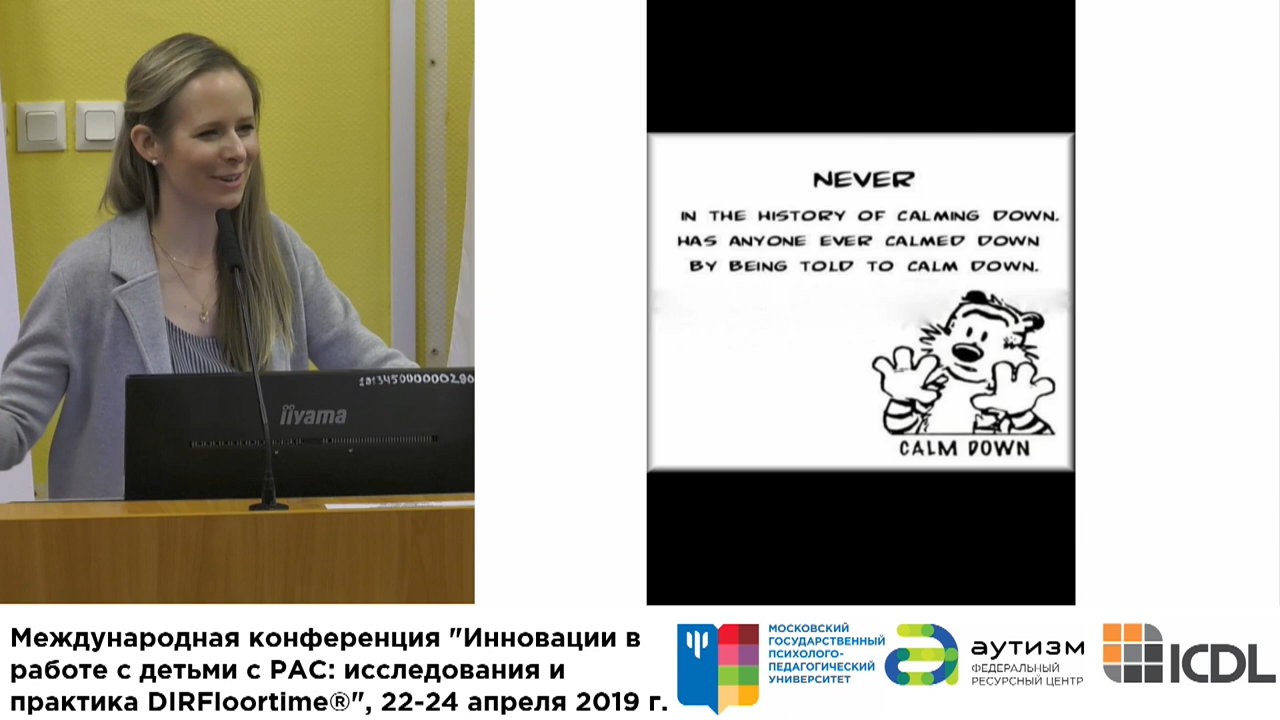 1913450000028
iiyama
NEVER
IN THE HISTORY OF CALMING DOWN.
HAS ANYONE EVER CALMED DOWN
BY BEING TOLD TO CALM DOWN.
CALM DOWN
Международная конференция "Инновации в
работе с детьми с РАС: исследования и
практика DIRFloortime®", 22-24 апреля 2019 г.
МОСКОВСКИЙ
ГОСУДАРСТВЕННЫЙ
ПСИХОЛОГО-
ПЕДАГОГИЧЕСКИЙ
УНИВЕРСИТЕТ
аутизм
ФЕДЕРАЛЬНЫЙ
РЕСУРСНЫЙ ЦЕНТР
ICDL